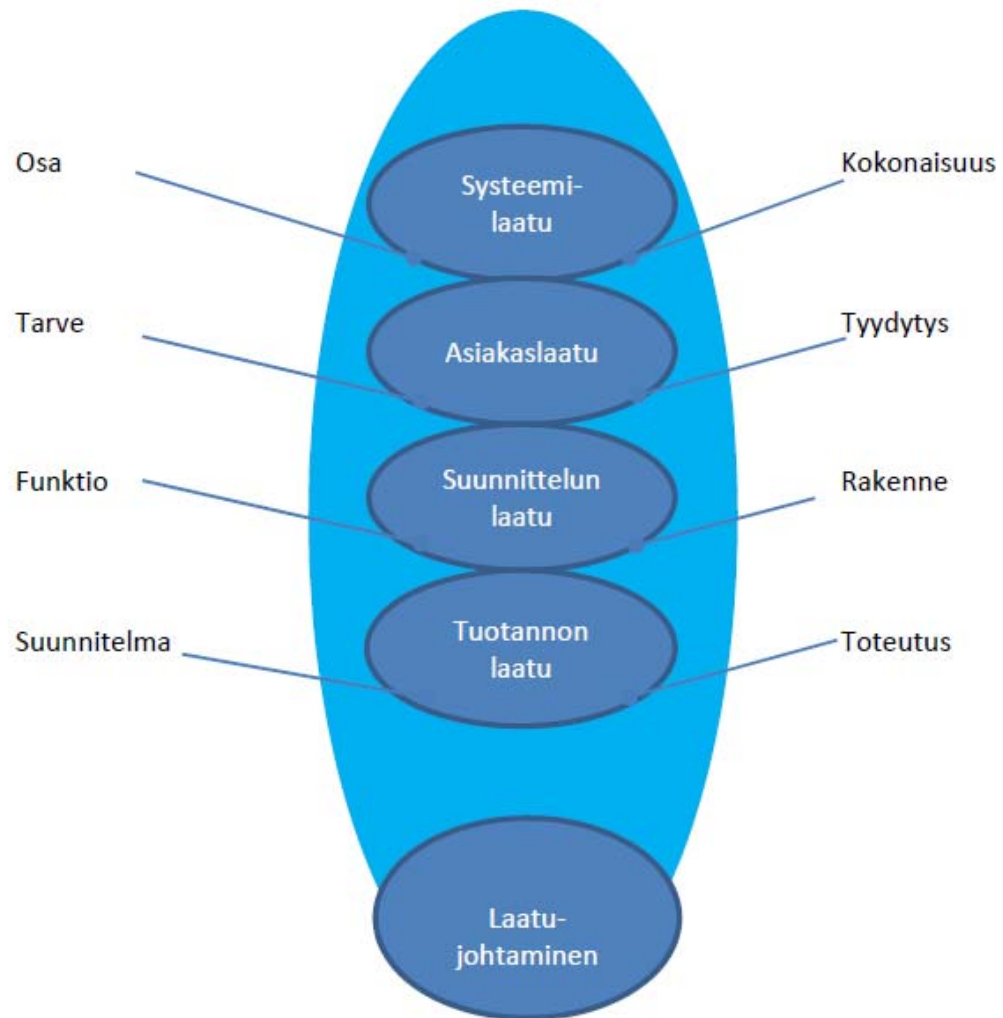 Osa
Systeemi-
laatu
Kokonaisuus
Tarve
Asiakaslaatu
Tyydytys
Funktio
Suunnittelun
laatu
Rakenne
Suunnitelma
Tuotannon
laatu
Toteutus
Laatu-
johtaminen